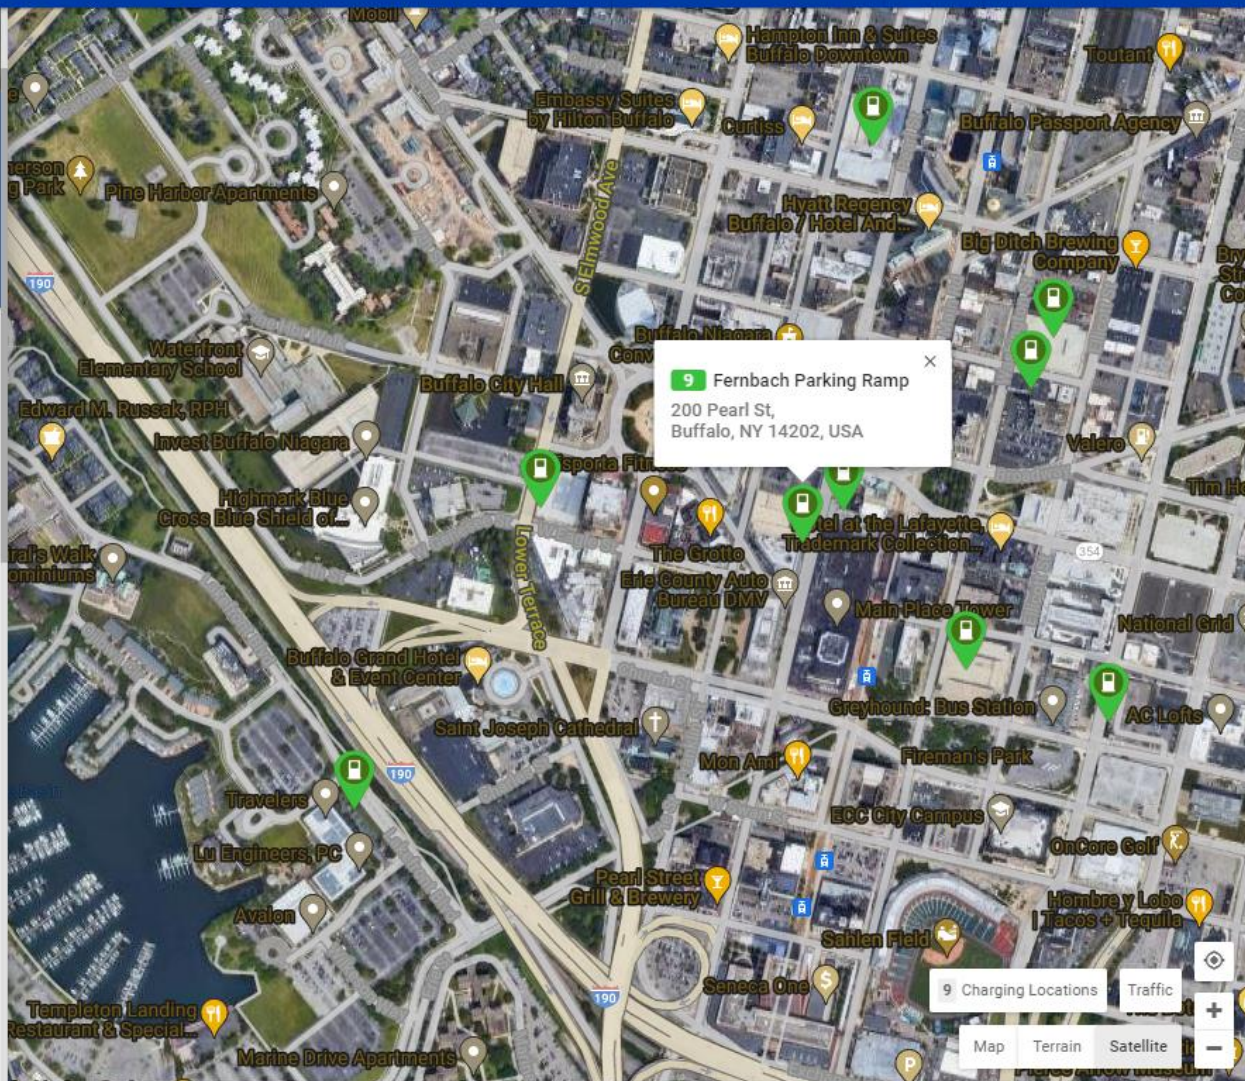 Mobil
Hampton Inn & Suites
Buffalo Downtown
Toutant
Embassy Suites
by Hilton Buffalo
Curtiss
Buffalo Passport Agency
Pine Harbor Apartments
Park
S Elmwood Ave
Hyatt Regency
Buffalo / Hotel And...
Big Ditch Brewing
Company
190
Waterfront
Elementary School
Buffalo Niagara
Buffalo City Hall
9 Fernbach Parking Ramp
200 Pearl St,
Buffalo, NY 14202, USA
Edward M. Russak, RPH
Invest Buffalo Niagara
Valero
Highmark Blue
Cross Blue Shield of...
at the Lafayette,
Trademark Collection...
The Grotto
354
Lower Terrace
Erie County Auto
Bureau DMV
Main Place Tower
National Grid
Buffalo Grand Hotel
& Event Center
Saint Joseph Cathedral
Greyhound: Bus Station
AC Lofts
Mon Ami
Fireman's Park
190
Travelers
ECC City Campus
Lu Engineers, PC
OnCore Golf
Pearl Street
Grill & Brewery
Avalon
Hombre y Lobo
| Tacos + Tequila
Sahlen Field
Seneca One
190
9 Charging Locations
Traffic
Templeton Landing
Restaurant & Special...
Marine Drive Apartments
P
Map
Terrain
Satellite